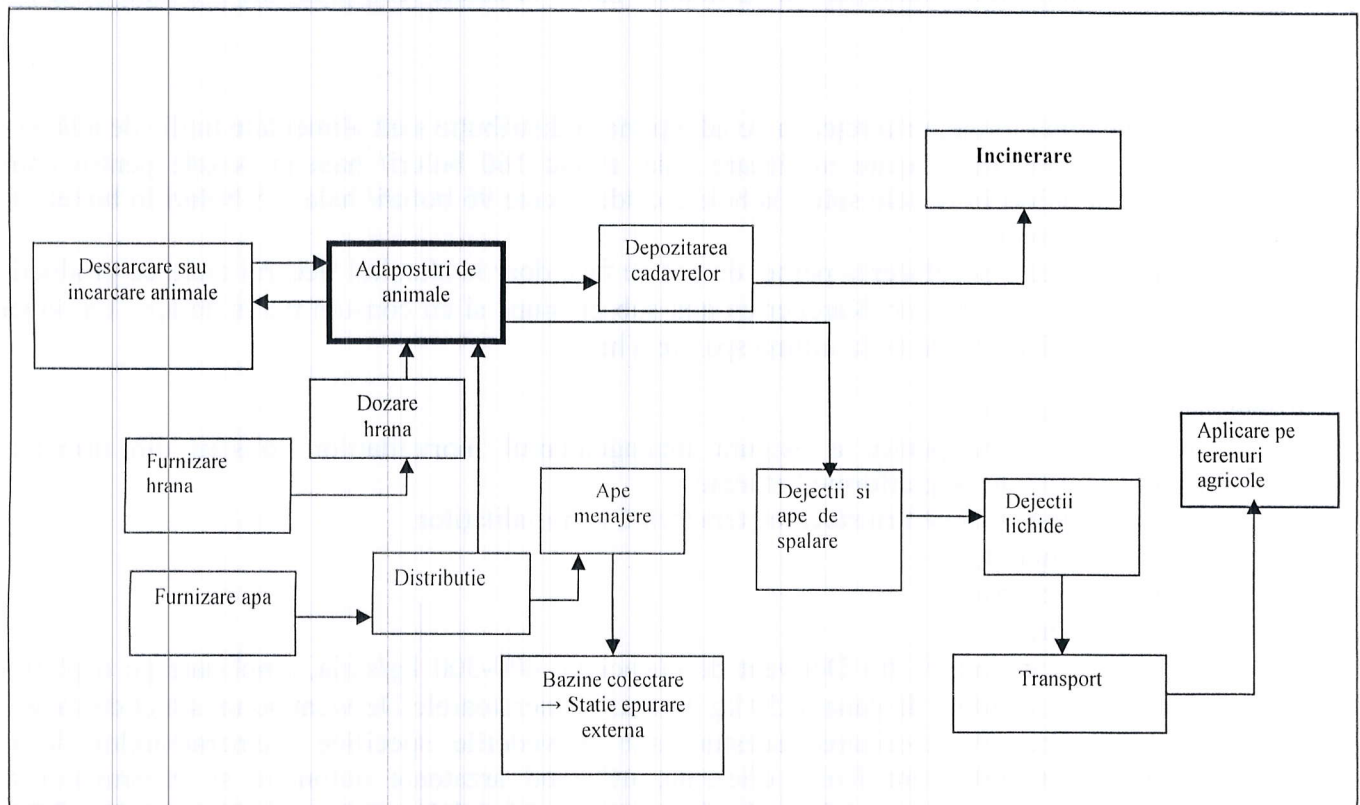 Incinerare
Descarcare sau
incarcare animale
Adaposturi de
animale
Depozitarea
cadavrelor
Dozare
hrana
Furnizare
hrana
Ape
menajere
Dejectii si
ape de
spalare
Dejectii
lichide
Aplicare pe
terenuri
agricole
Furnizare apa
Distributie
Bazine colectare
→ Statie epurare
externa
Transport